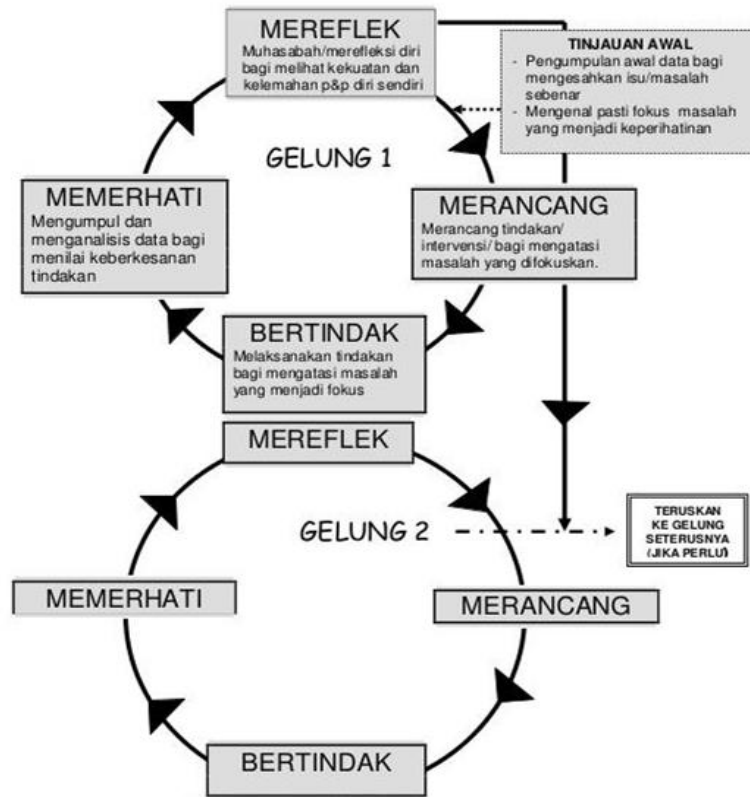 MEREFLEK
Muhasabah/merefleksi diri
bagi melihat kekuatan dan
kelemahan p&p diri sendiri
TINJAUAN AWAL
- Pengumpulan awal data bagi
mengesahkan isu/masalah
sebenar
- Mengenal pasti fokus masalah
yang menjadi keperihatinan
GELUNG 1
MEMERHATI
Mengumpul dan
menganalisis data bagi
menilai keberkesanan
tindakan
MERANCANG
Merancang tindakan/
intervensi/ bagi mengatasi
masalah yang difokuskan.
BERTINDAK
Melaksanakan tindakan
bagi mengatasi masalah
yang menjadi fokus
MEREFLEK
GELUNG 2
TERUSKAN
KE GELUNG
SETERUSNYA
(JIKA PERLU)
MEMERHATI
MERANCANG
BERTINDAK